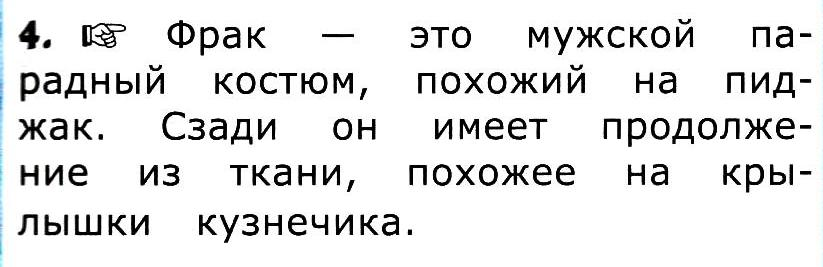 4. ☞ Фрак — это мужской па-
радный костюм, похожий на пид-
жак. Сзади он имеет продолже-
ние из ткани, похожее на кры-
лышки кузнечика.